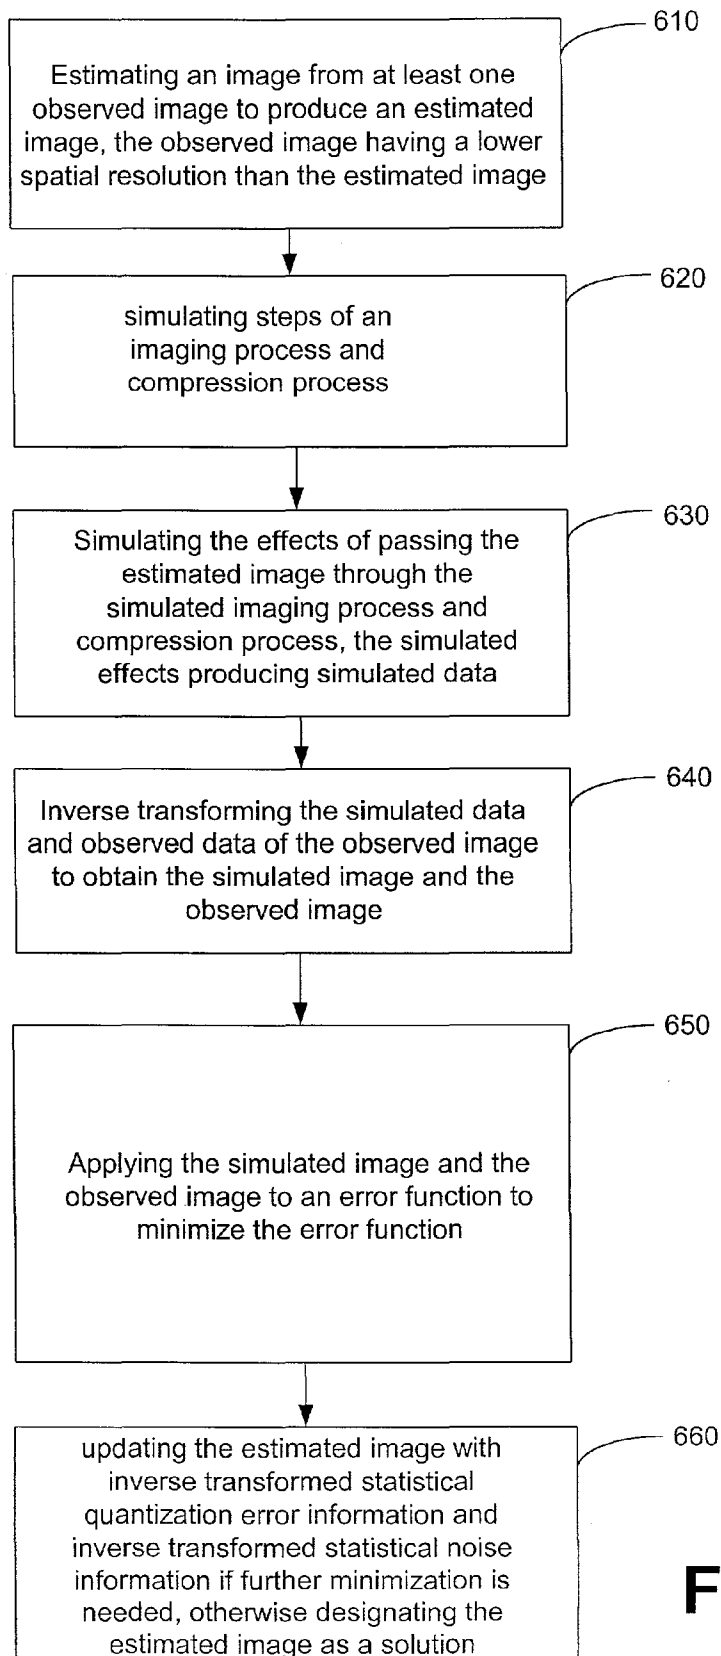 610
Estimating an image from at least one
observed image to produce an estimated
image, the observed image having a lower
spatial resolution than the estimated image
620
simulating steps of an
imaging process and
compression process
630
Simulating the effects of passing the
estimated image through the
simulated imaging process and
compression process, the simulated
effects producing simulated data
640
Inverse transforming the simulated data
and observed data of the observed image
to obtain the simulated image and the
observed image
650
Applying the simulated image and the
observed image to an error function to
minimize the error function
660
updating the estimated image with
inverse transformed statistical
quantization error information and
inverse transformed statistical noise
information if further minimization is
needed, otherwise designating the
estimated image as a solution
F